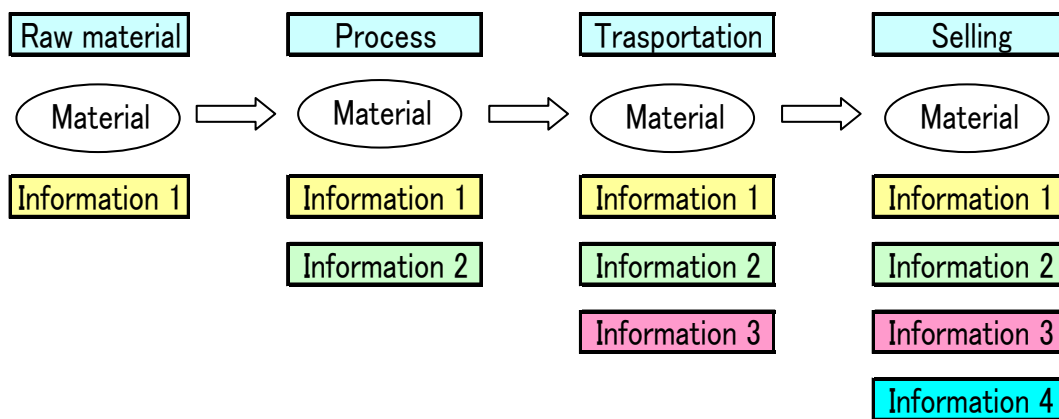 Raw material
Process
Trasportation
Selling
Material
Material
Material
Material
Information 1
Information 1
Information 1
Information 1
Information 2
Information 2
Information 2
Information 3
Information 3
Information 4